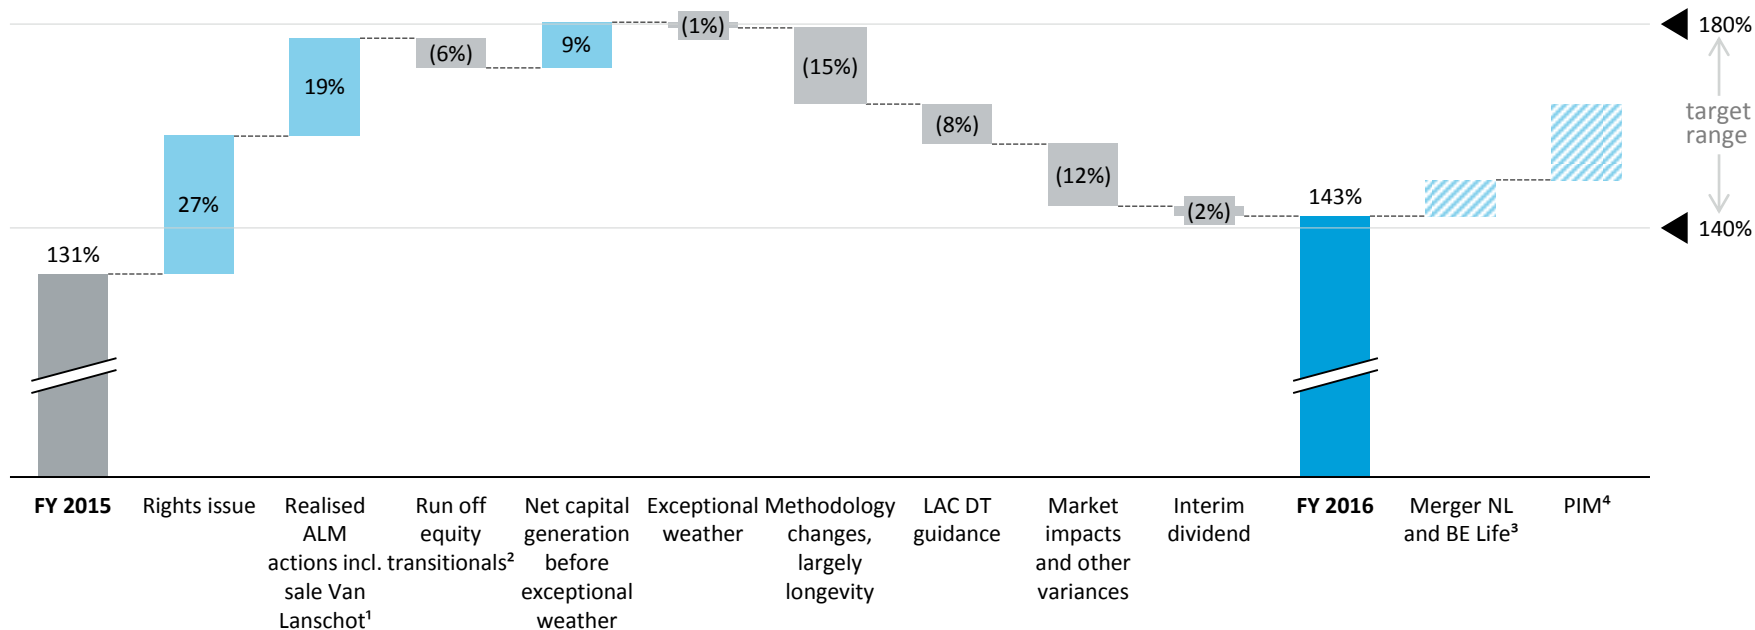 (1%)
180%
9%
(6%)
(15%)
19%
target
range
(8%)
(12%)
143%
27%
(2%)
140%
131%
FY 2015
Rights issue
Realised
ALM
actions incl.
sale Van
Lanschot¹
Run off
equity
transitionals²
Net capital
generation
before
exceptional
weather
Exceptional
weather
Methodology
changes,
largely
longevity
LAC DT
guidance
Market
impacts
and other
variances
Interim
dividend
FY 2016
Merger NL
and BE Life³
PIM⁴